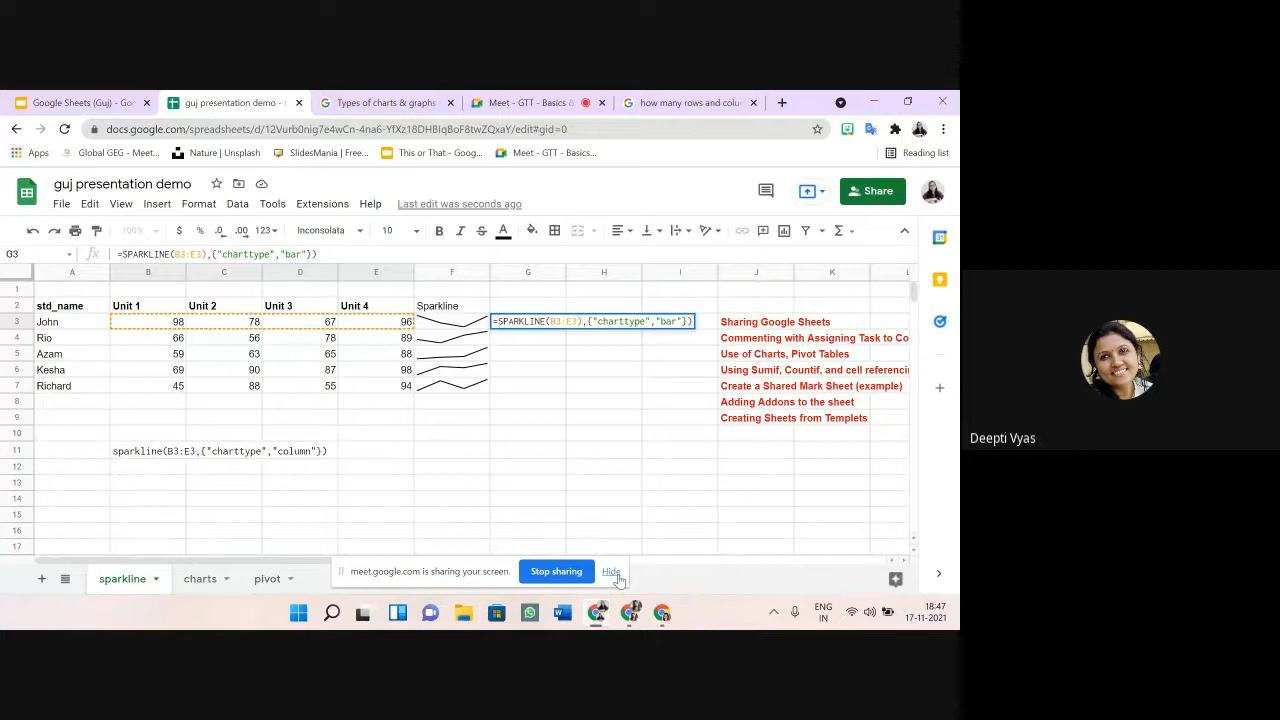 Google Sheets (Guj) - Go
guj presentation demo -
Types of charts & graphs
Meet - GTT - Basics &
how many rows and colu
docs.google.com/spreadsheets/d/12Vurb0nig7e4wCn-4na6-YfXz18DHBIqBoF8twZQxaY/edit#gid=0
Apps
Global GEG - Meet...
Nature | Unsplash
SlidesMania | Free...
This or That - Goog...
Meet - GTT - Basics...
Reading list
guj presentation demo
Share
File Edit View Insert Format Data Tools Extensions Help Last edit was seconds ago
100% $ % .0 .00 123 Inconsolata 10 B I S A
G3 fx =SPARKLINE(B3:E3),{"charttype","bar"})
A B C D E F G H I J K L
1
2 std_name Unit 1 Unit 2 Unit 3 Unit 4 Sparkline
3 John 98 78 67 96 =SPARKLINE(B3:E3),{"charttype","bar"}) Sharing Google Sheets
4 Rio 66 56 78 89 Commenting with Assigning Task to Co
5 Azam 59 63 65 88 Use of Charts, Pivot Tables
6 Kesha 69 90 87 98 Using Sumif, Countif, and cell referencin
7 Richard 45 88 55 94 Create a Shared Mark Sheet (example)
8 Adding Addons to the sheet
9 Creating Sheets from Templets
10
11 sparkline(B3:E3,{"charttype","column"})
12
13
14
15
16
17
Deepti Vyas
meet.google.com is sharing your screen. Stop sharing Hide
sparkline charts pivot
ENG
IN
18:47
17-11-2021